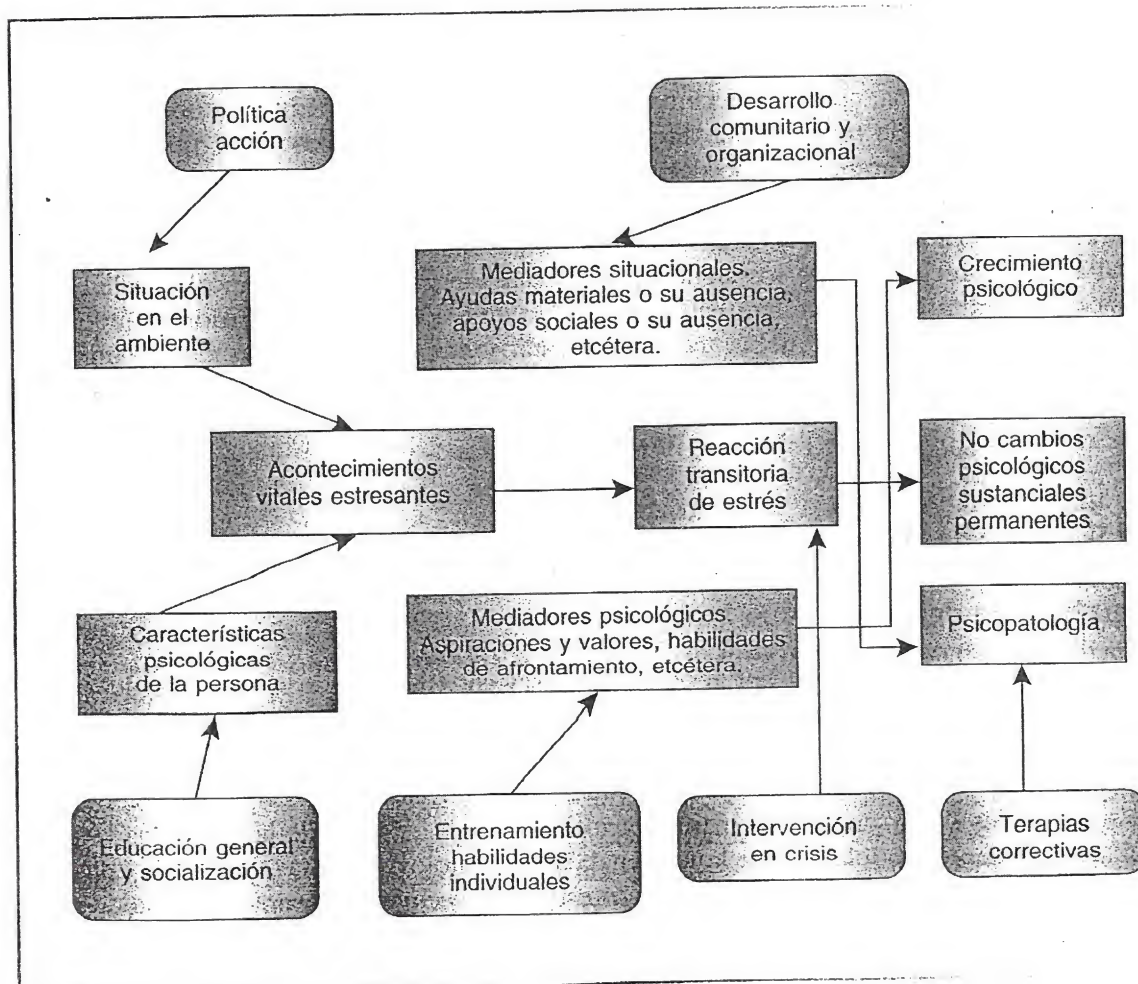 Política
acción
Desarrollo
comunitario y
organizacional
Situación
en el
ambiente
Mediadores situacionales.
Ayudas materiales o su ausencia,
apoyos sociales o su ausencia,
etcétera.
Crecimiento
psicológico
Acontecimientos
vitales estresantes
Reacción
transitoria
de estrés
No cambios
psicológicos
sustanciales
permanentes
Características
psicológicas
de la persona
Mediadores psicológicos.
Aspiraciones y valores, habilidades
de afrontamiento, etcétera.
Psicopatología
Educación general
y socialización
Entrenamiento
habilidades
individuales
Intervención
en crisis
Terapias
correctivas